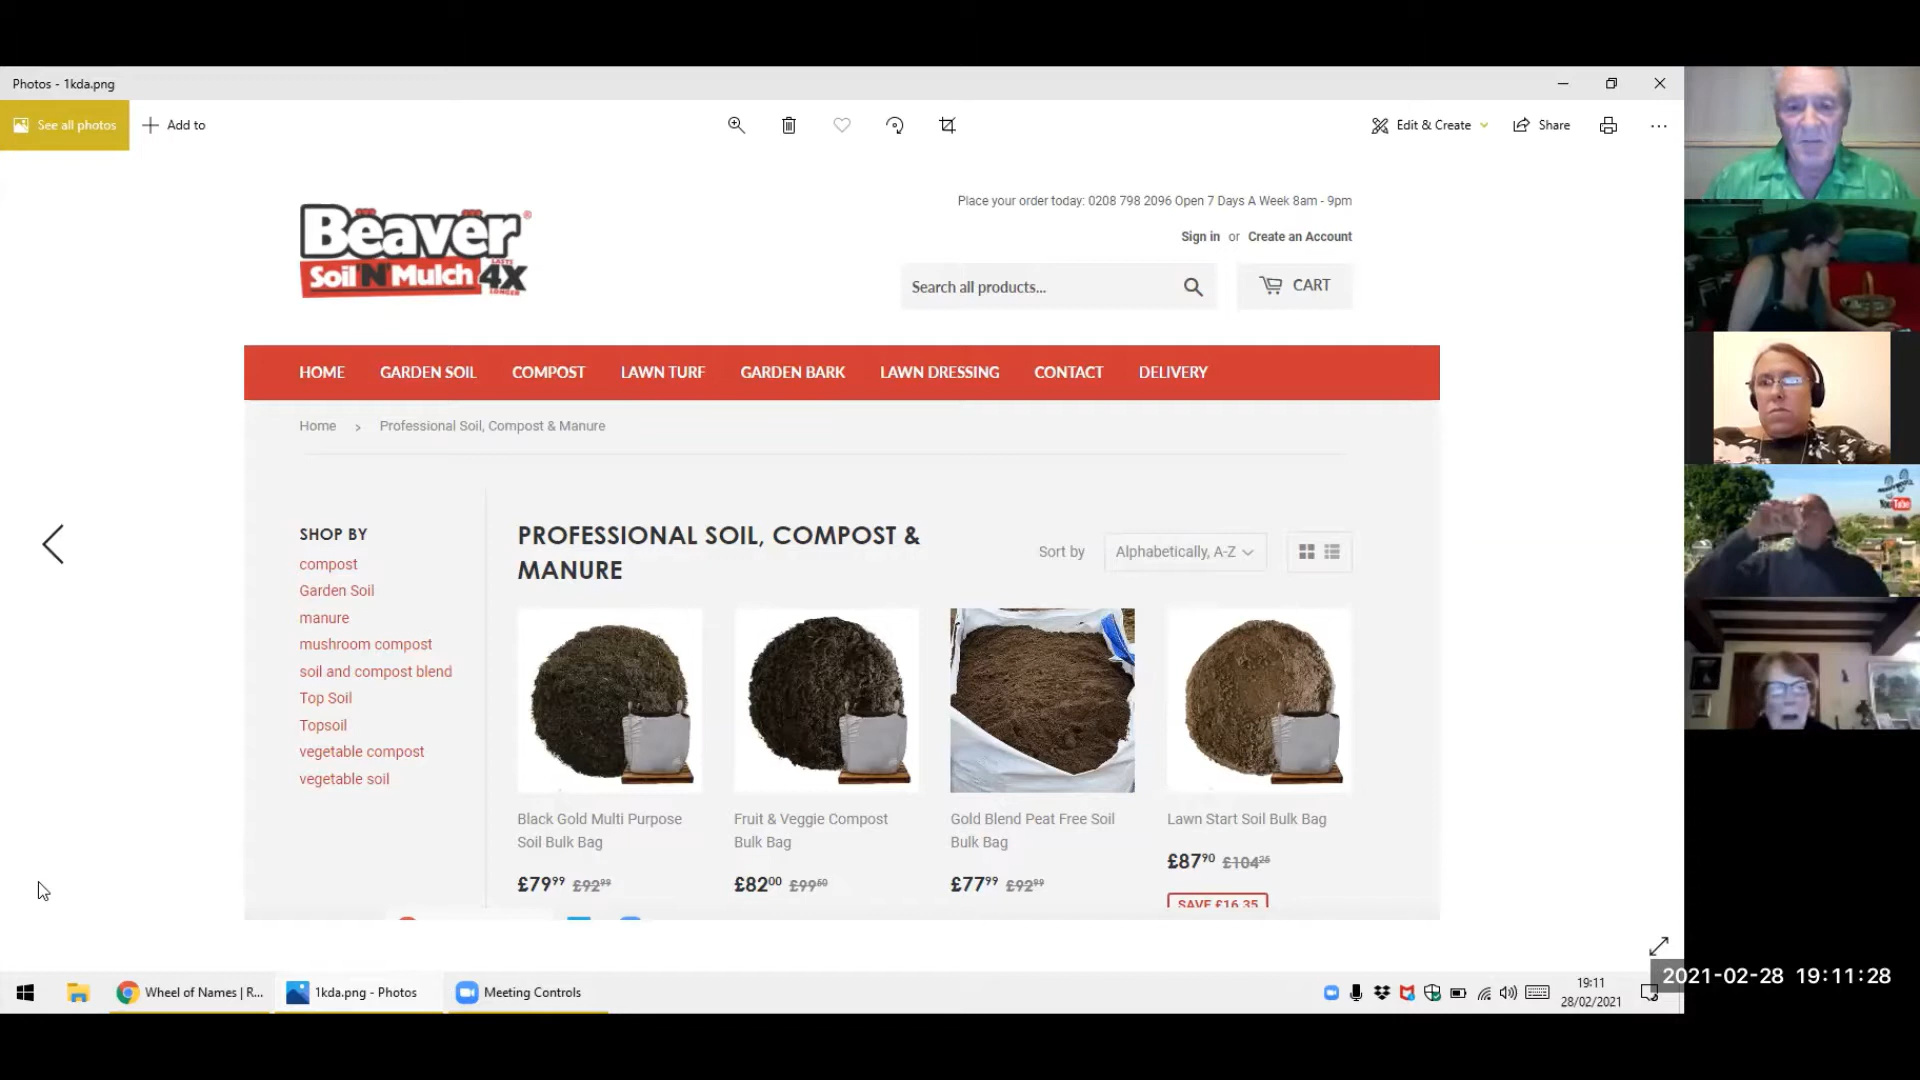 Photos - 1kda.png
See all photos
Add to
Edit & Create
Share
Beaver®
Soil 'N' Mulch 4X
LASTS
LONGER
Place your order today: 0208 798 2096 Open 7 Days A Week 8am - 9pm
Sign in or Create an Account
Search all products...
CART
HOME GARDEN SOIL COMPOST LAWN TURF GARDEN BARK LAWN DRESSING CONTACT DELIVERY
Home > Professional Soil, Compost & Manure
SHOP BY
compost
Garden Soil
manure
mushroom compost
soil and compost blend
Top Soil
Topsoil
vegetable compost
vegetable soil
PROFESSIONAL SOIL, COMPOST &
MANURE
Sort by
Alphabetically, A-Z
Black Gold Multi Purpose
Soil Bulk Bag
£79.99 £92.99
Fruit & Veggie Compost
Bulk Bag
£82.00 £99.50
Gold Blend Peat Free Soil
Bulk Bag
£77.99 £92.99
Lawn Start Soil Bulk Bag
£87.90 £104.25
SAVE £16.35
YouTube
Wheel of Names | R...
1kda.png - Photos
Meeting Controls
19:11
28/02/2021
2021-02-28 19:11:28